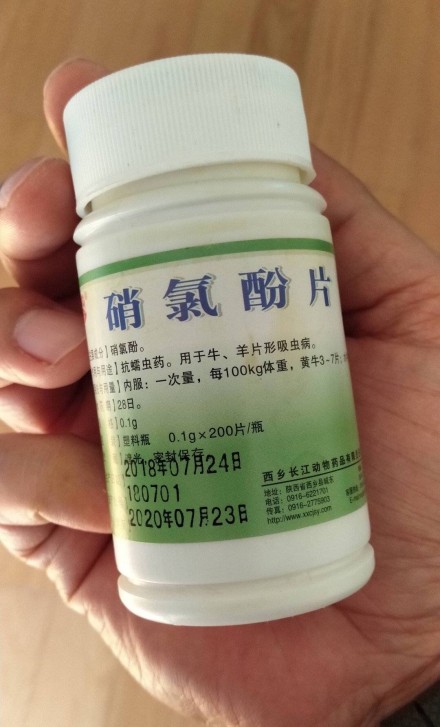 硝氯酚片
】硝氯酚。
】抗蠕虫药。用于牛、羊片形吸虫病。
】内服：一次量，每100kg体重，黄牛3-7片；
】28日。
】0.1g
】塑料瓶 0.1g×200片/瓶
密封保存
2018年07月24日
180701
2020年07月23日
西乡长江动物药品有限
地址：陕西省西乡县城东
电话：0916-6221701
传真：0916-2775803
http://www.xxcjsy.com